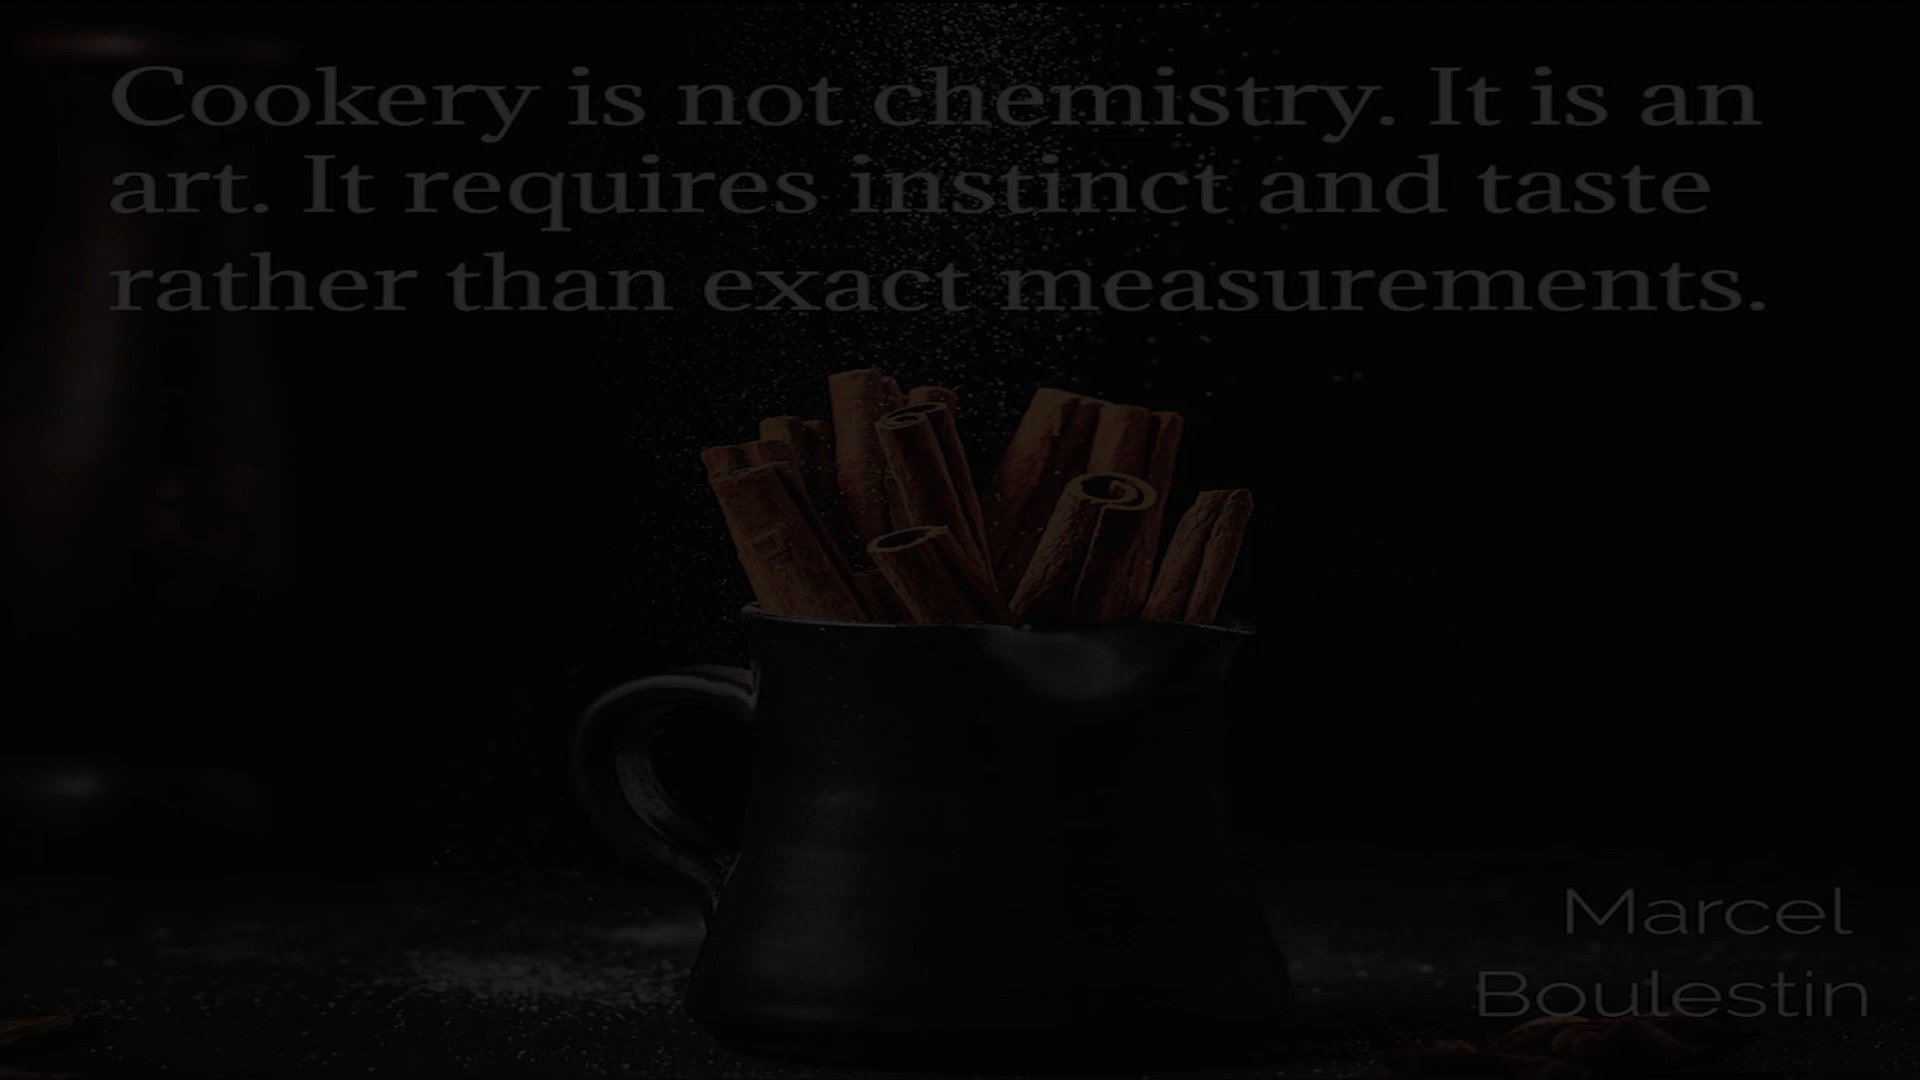 Cookery is not chemistry. It is an
art. It requires instinct and taste
rather than exact measurements.
Marcel
Boulestin